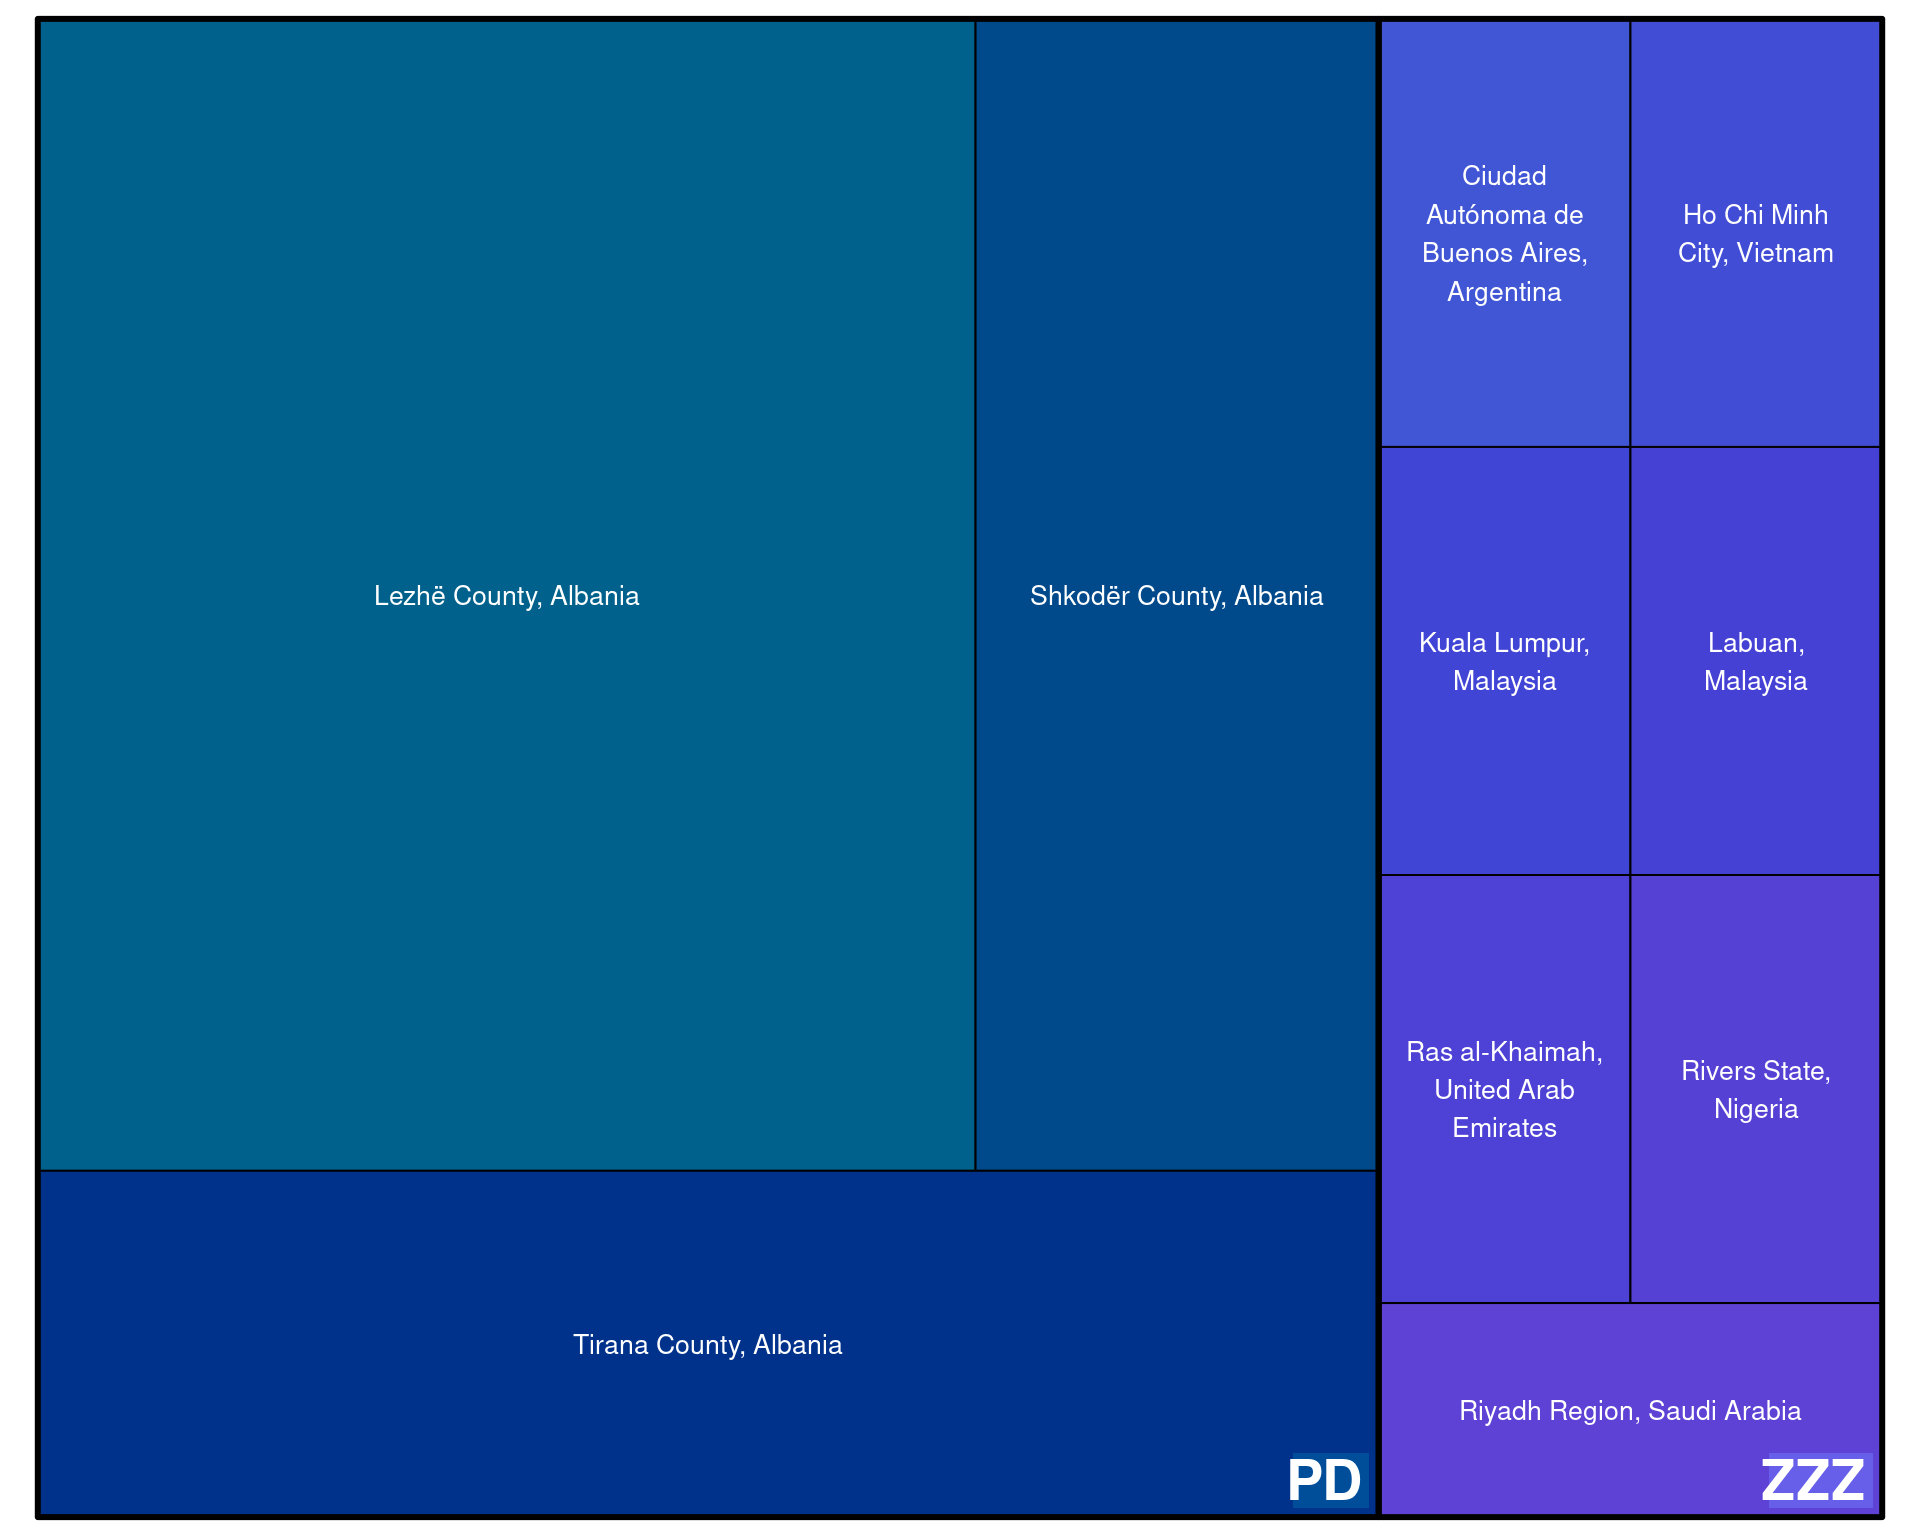 Lezhë County, Albania
Shkodër County, Albania
Tirana County, Albania
PD
Ciudad
Autónoma de
Buenos Aires,
Argentina
Ho Chi Minh
City, Vietnam
Kuala Lumpur,
Malaysia
Labuan,
Malaysia
Ras al-Khaimah,
United Arab
Emirates
Rivers State,
Nigeria
Riyadh Region, Saudi Arabia
ZZZ